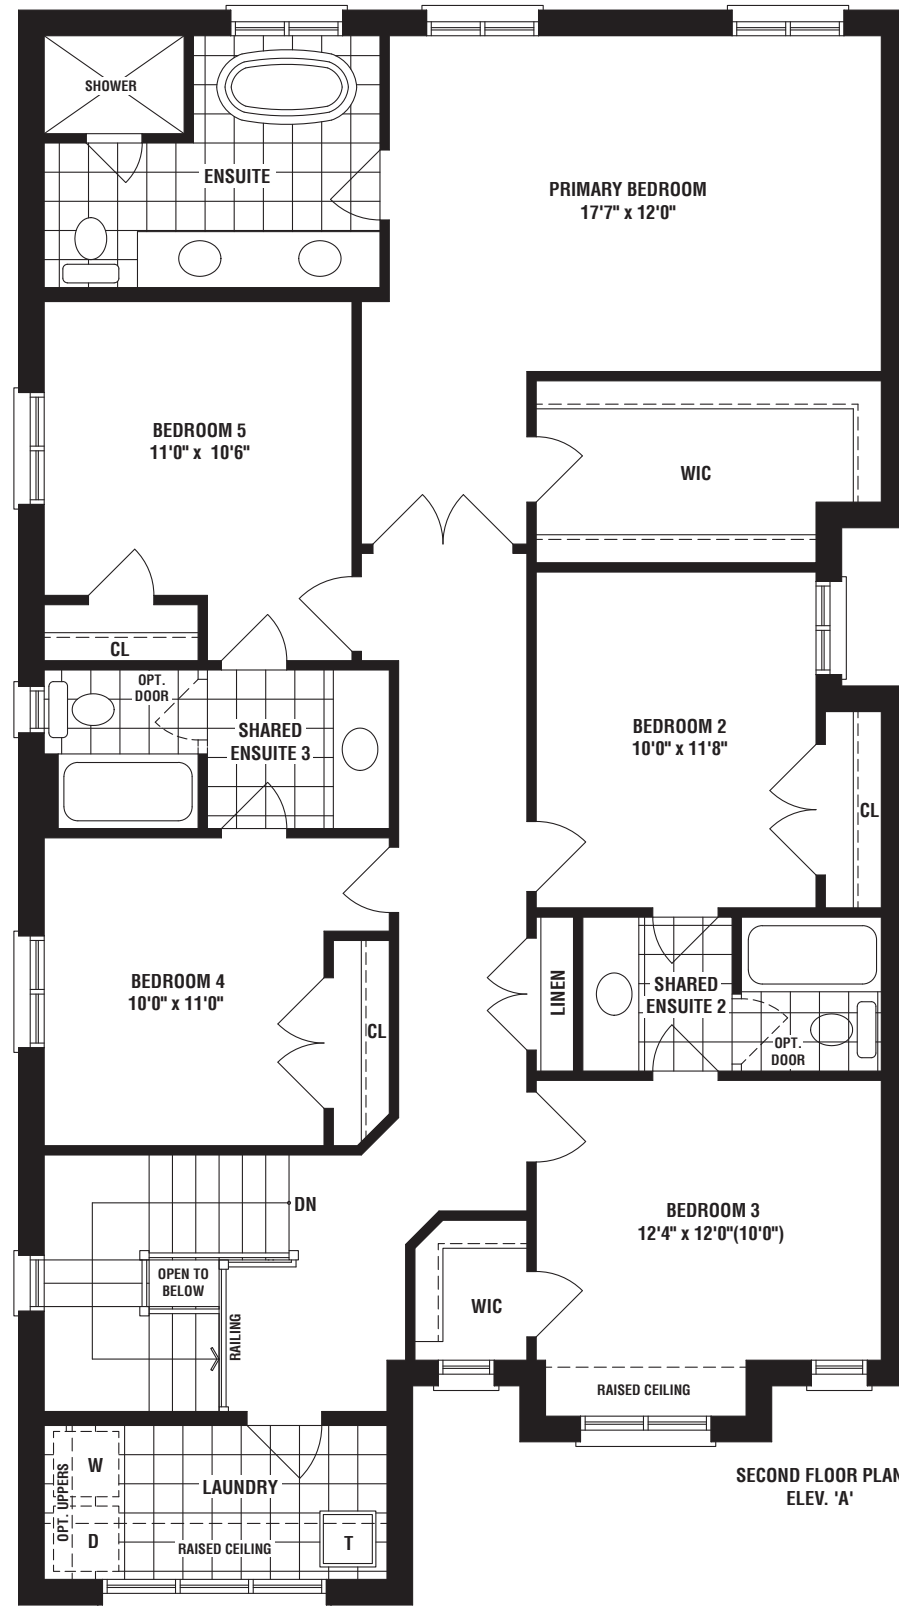 SHOWER
ENSUITE
PRIMARY BEDROOM
17'7" x 12'0"
BEDROOM 5
11'0" x 10'6"
WIC
CL
OPT.
DOOR
SHARED
ENSUITE 3
BEDROOM 2
10'0" x 11'8"
CL
BEDROOM 4
10'0" x 11'0"
CL
LINEN
SHARED
ENSUITE 2
OPT.
DOOR
DN
OPEN TO
BELOW
RAILING
BEDROOM 3
12'4" x 12'0"(10'0")
WIC
RAISED CEILING
OPT. UPPERS
W
D
LAUNDRY
RAISED CEILING
T
SECOND FLOOR PLAN
ELEV. 'A'